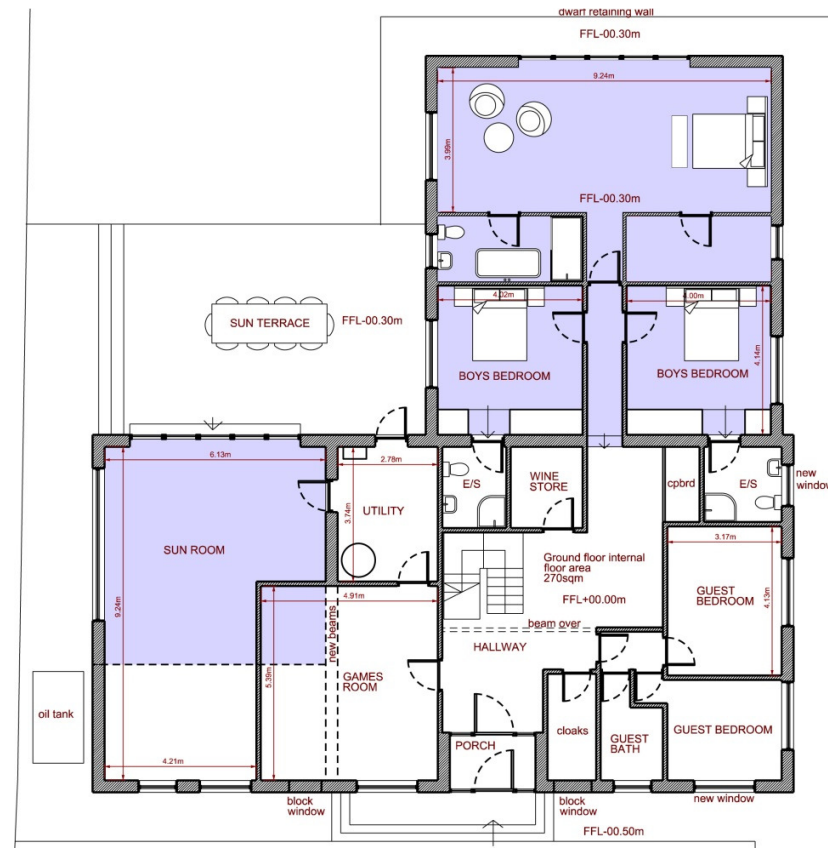 dwarf retaining wall
FFL-00.30m
9.24m
3.99m
FFL-00.30m
4.02m
4.00m
SUN TERRACE
FFL-00.30m
BOYS BEDROOM
BOYS BEDROOM
4.14m
6.13m
2.78m
E/S
WINE
STORE
cpbrd
E/S
new
window
3.74m
UTILITY
SUN ROOM
3.17m
Ground floor internal
floor area
270sqm
FFL+00.00m
GUEST
BEDROOM
4.13m
4.91m
beam over
9.24m
new beams
HALLWAY
5.39m
GAMES
ROOM
oil tank
cloaks
GUEST
BATH
GUEST BEDROOM
PORCH
4.21m
block
window
block
window
new window
FFL-00.50m